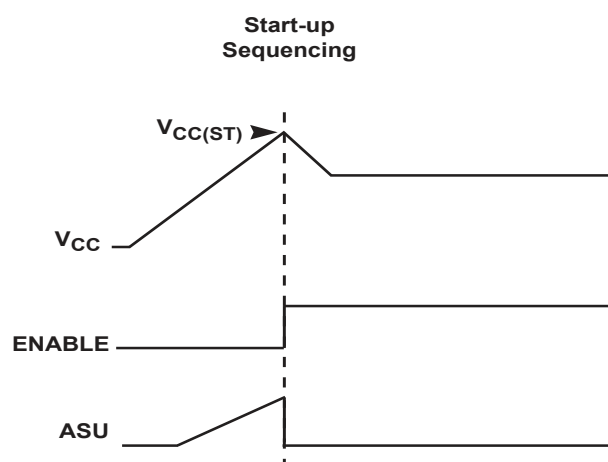 Start-up
Sequencing
VCC(ST)
VCC
ENABLE
ASU